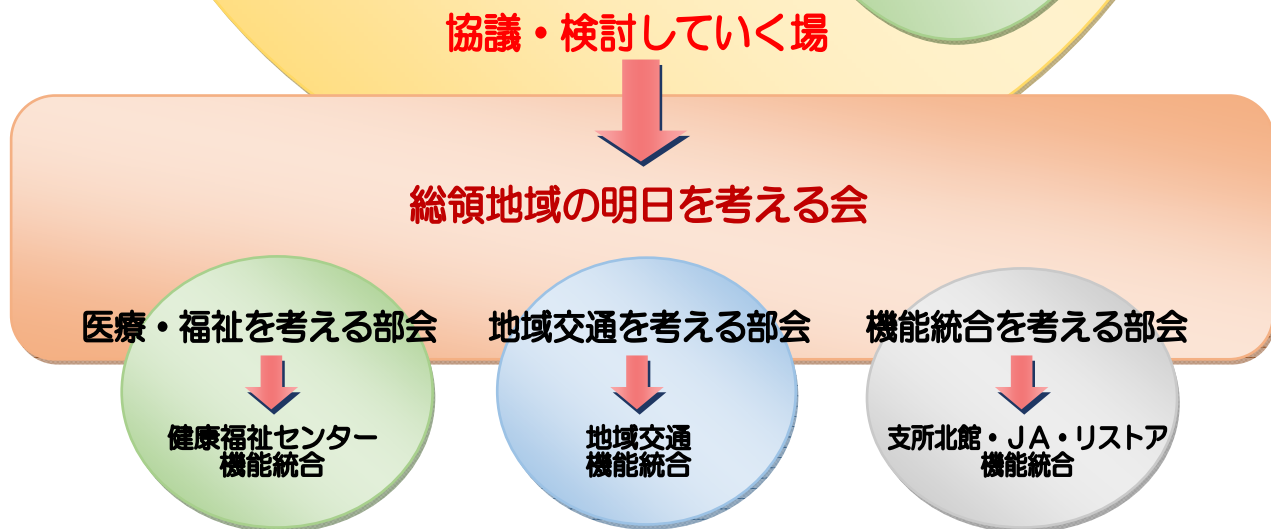 協議・検討していく場
総領地域の明日を考える会
医療・福祉を考える部会
健康福祉センター
機能統合
地域交通を考える部会
地域交通
機能統合
機能統合を考える部会
支所北館・JA・リストア
機能統合